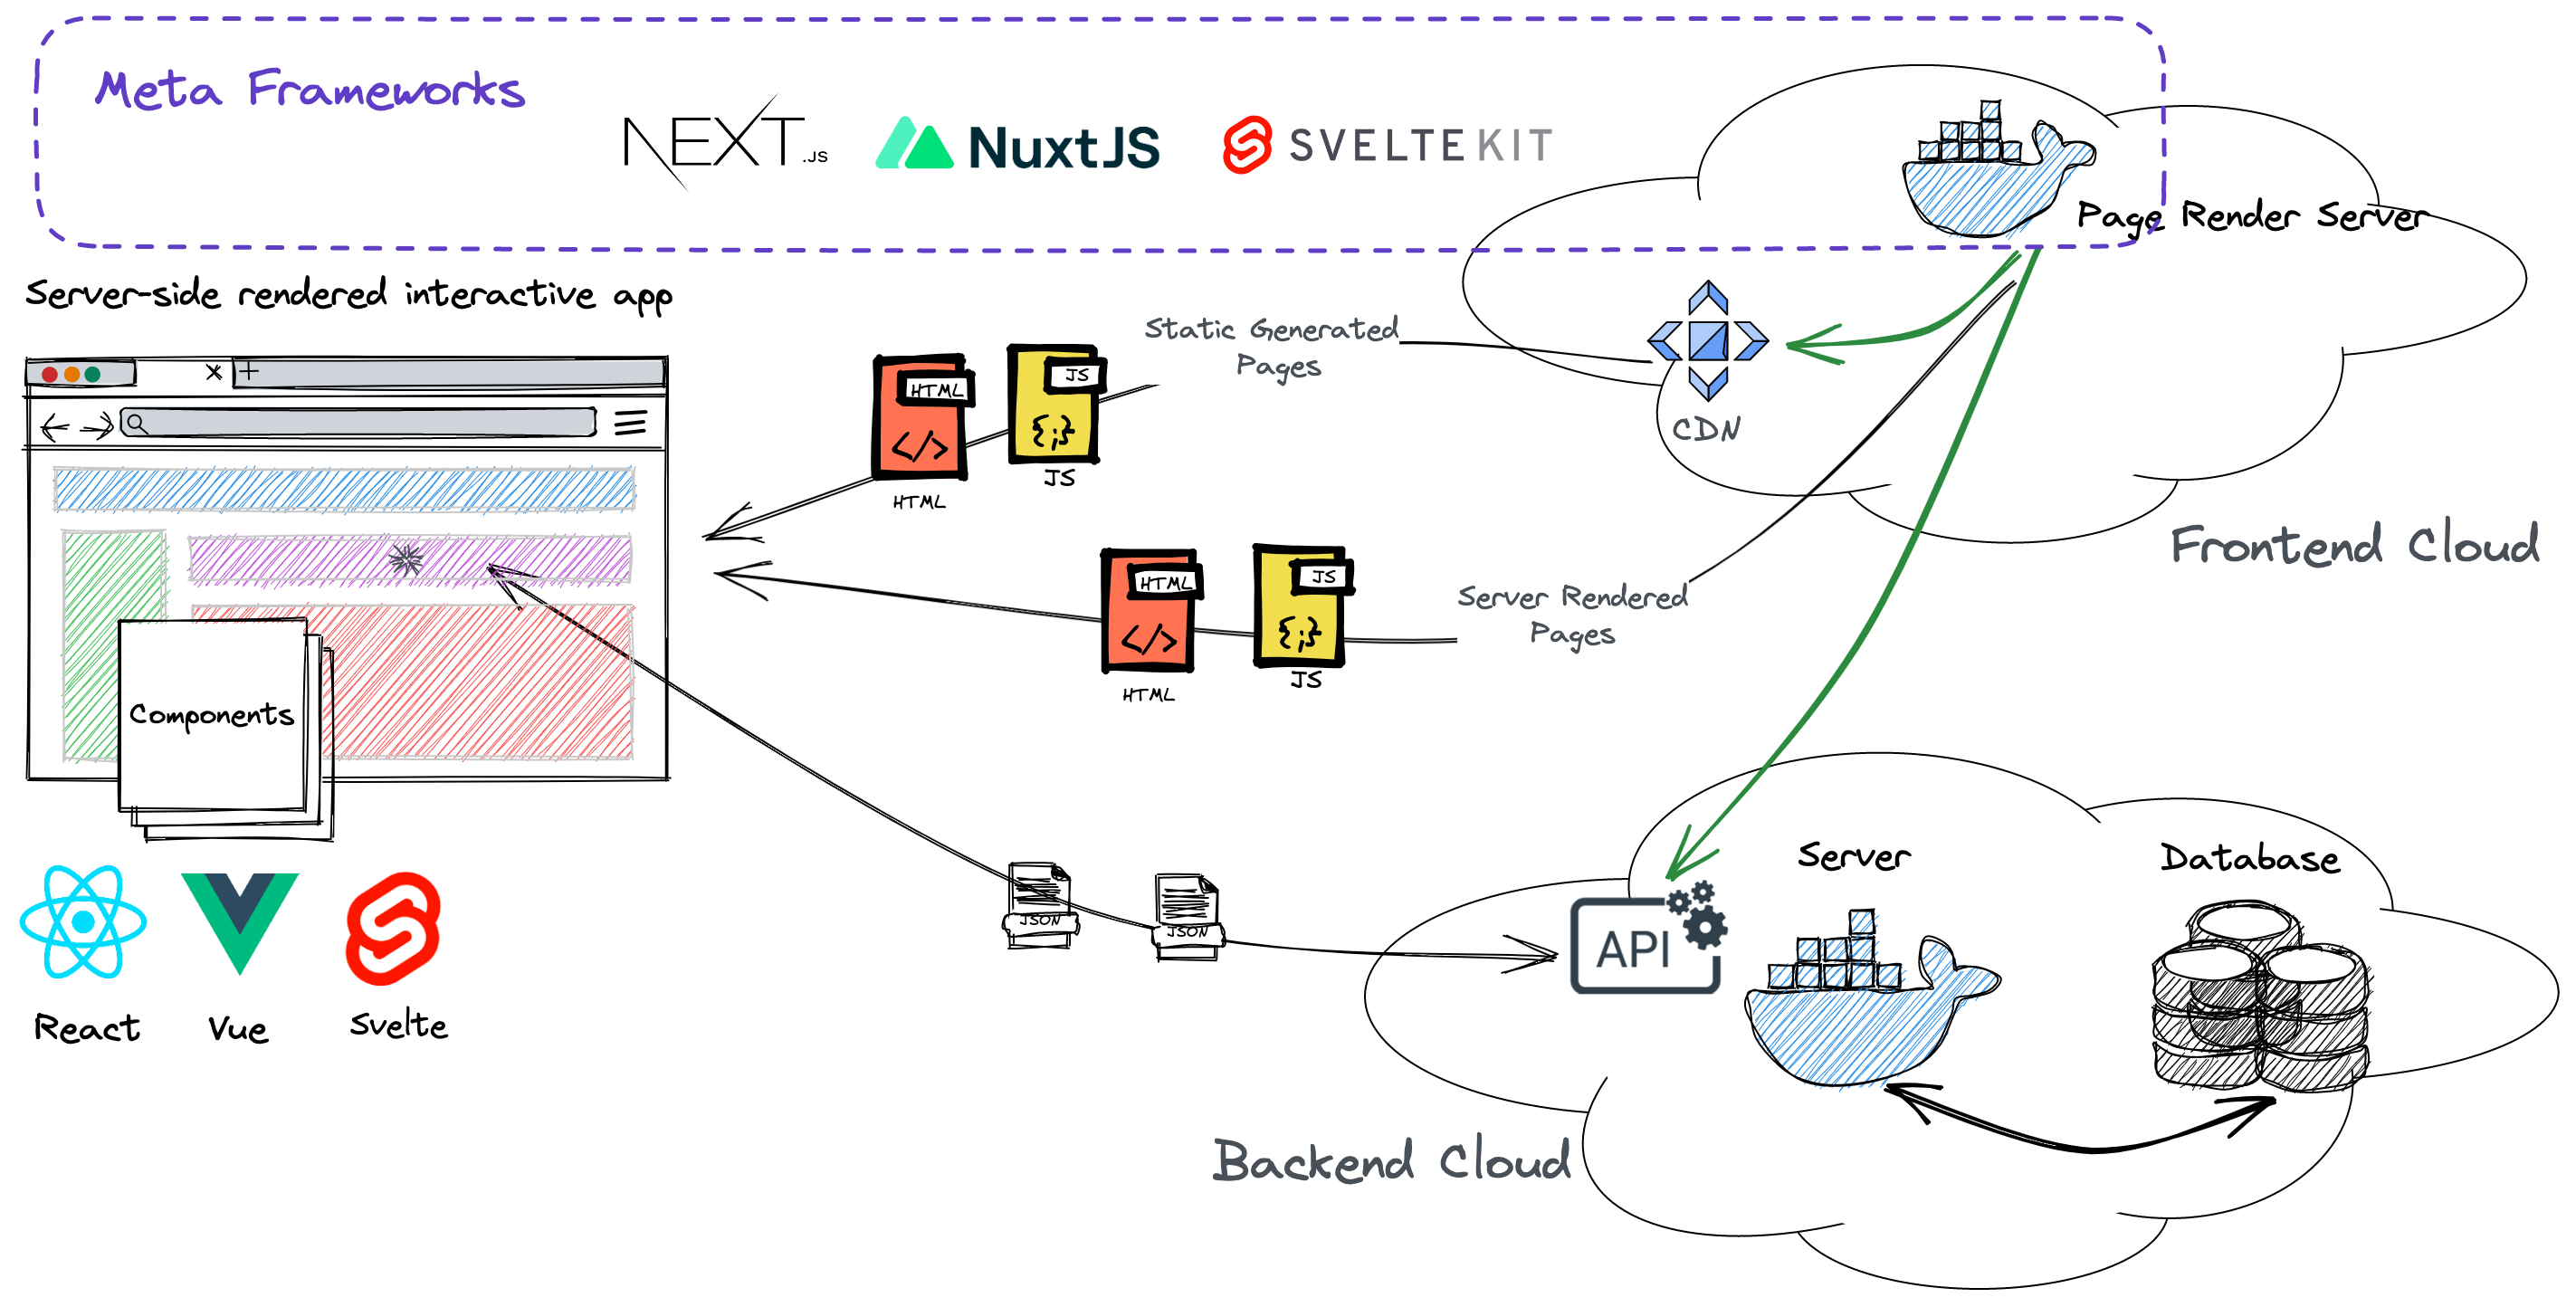 Meta Frameworks
NEXT.JS
NuxtJS
SVELTEKIT
Page Render Server
Server-side rendered interactive app
Static Generated
Pages
HTML
</>
HTML
JS
{;}
JS
CDN
Frontend Cloud
HTML
</>
HTML
JS
{;}
JS
Server Rendered
Pages
Components
React
Vue
Svelte
JSON
JSON
API
Server
Database
Backend Cloud